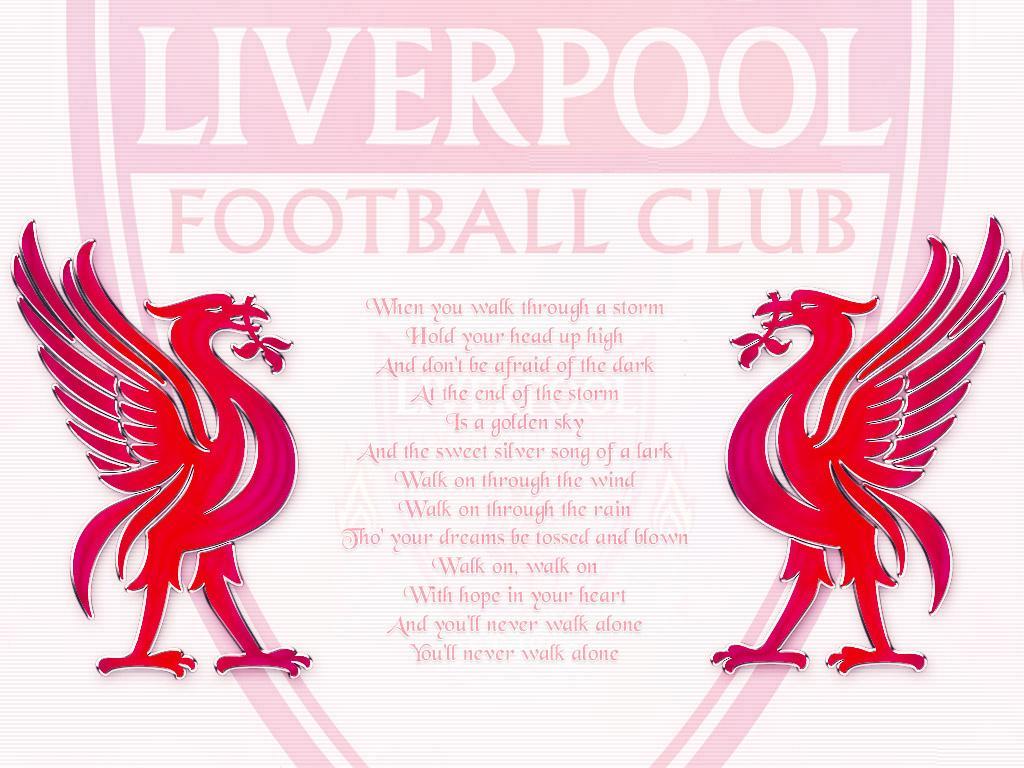 LIVERPOOL
FOOTBALL CLUB
When you walk through a storm
Hold your head up high
And don't be afraid of the dark
At the end of the storm
Is a golden sky
And the sweet silver song of a lark
Walk on through the wind
Walk on through the rain
Tho' your dreams be tossed and blown
Walk on, walk on
With hope in your heart
And you'll never walk alone
You'll never walk alone